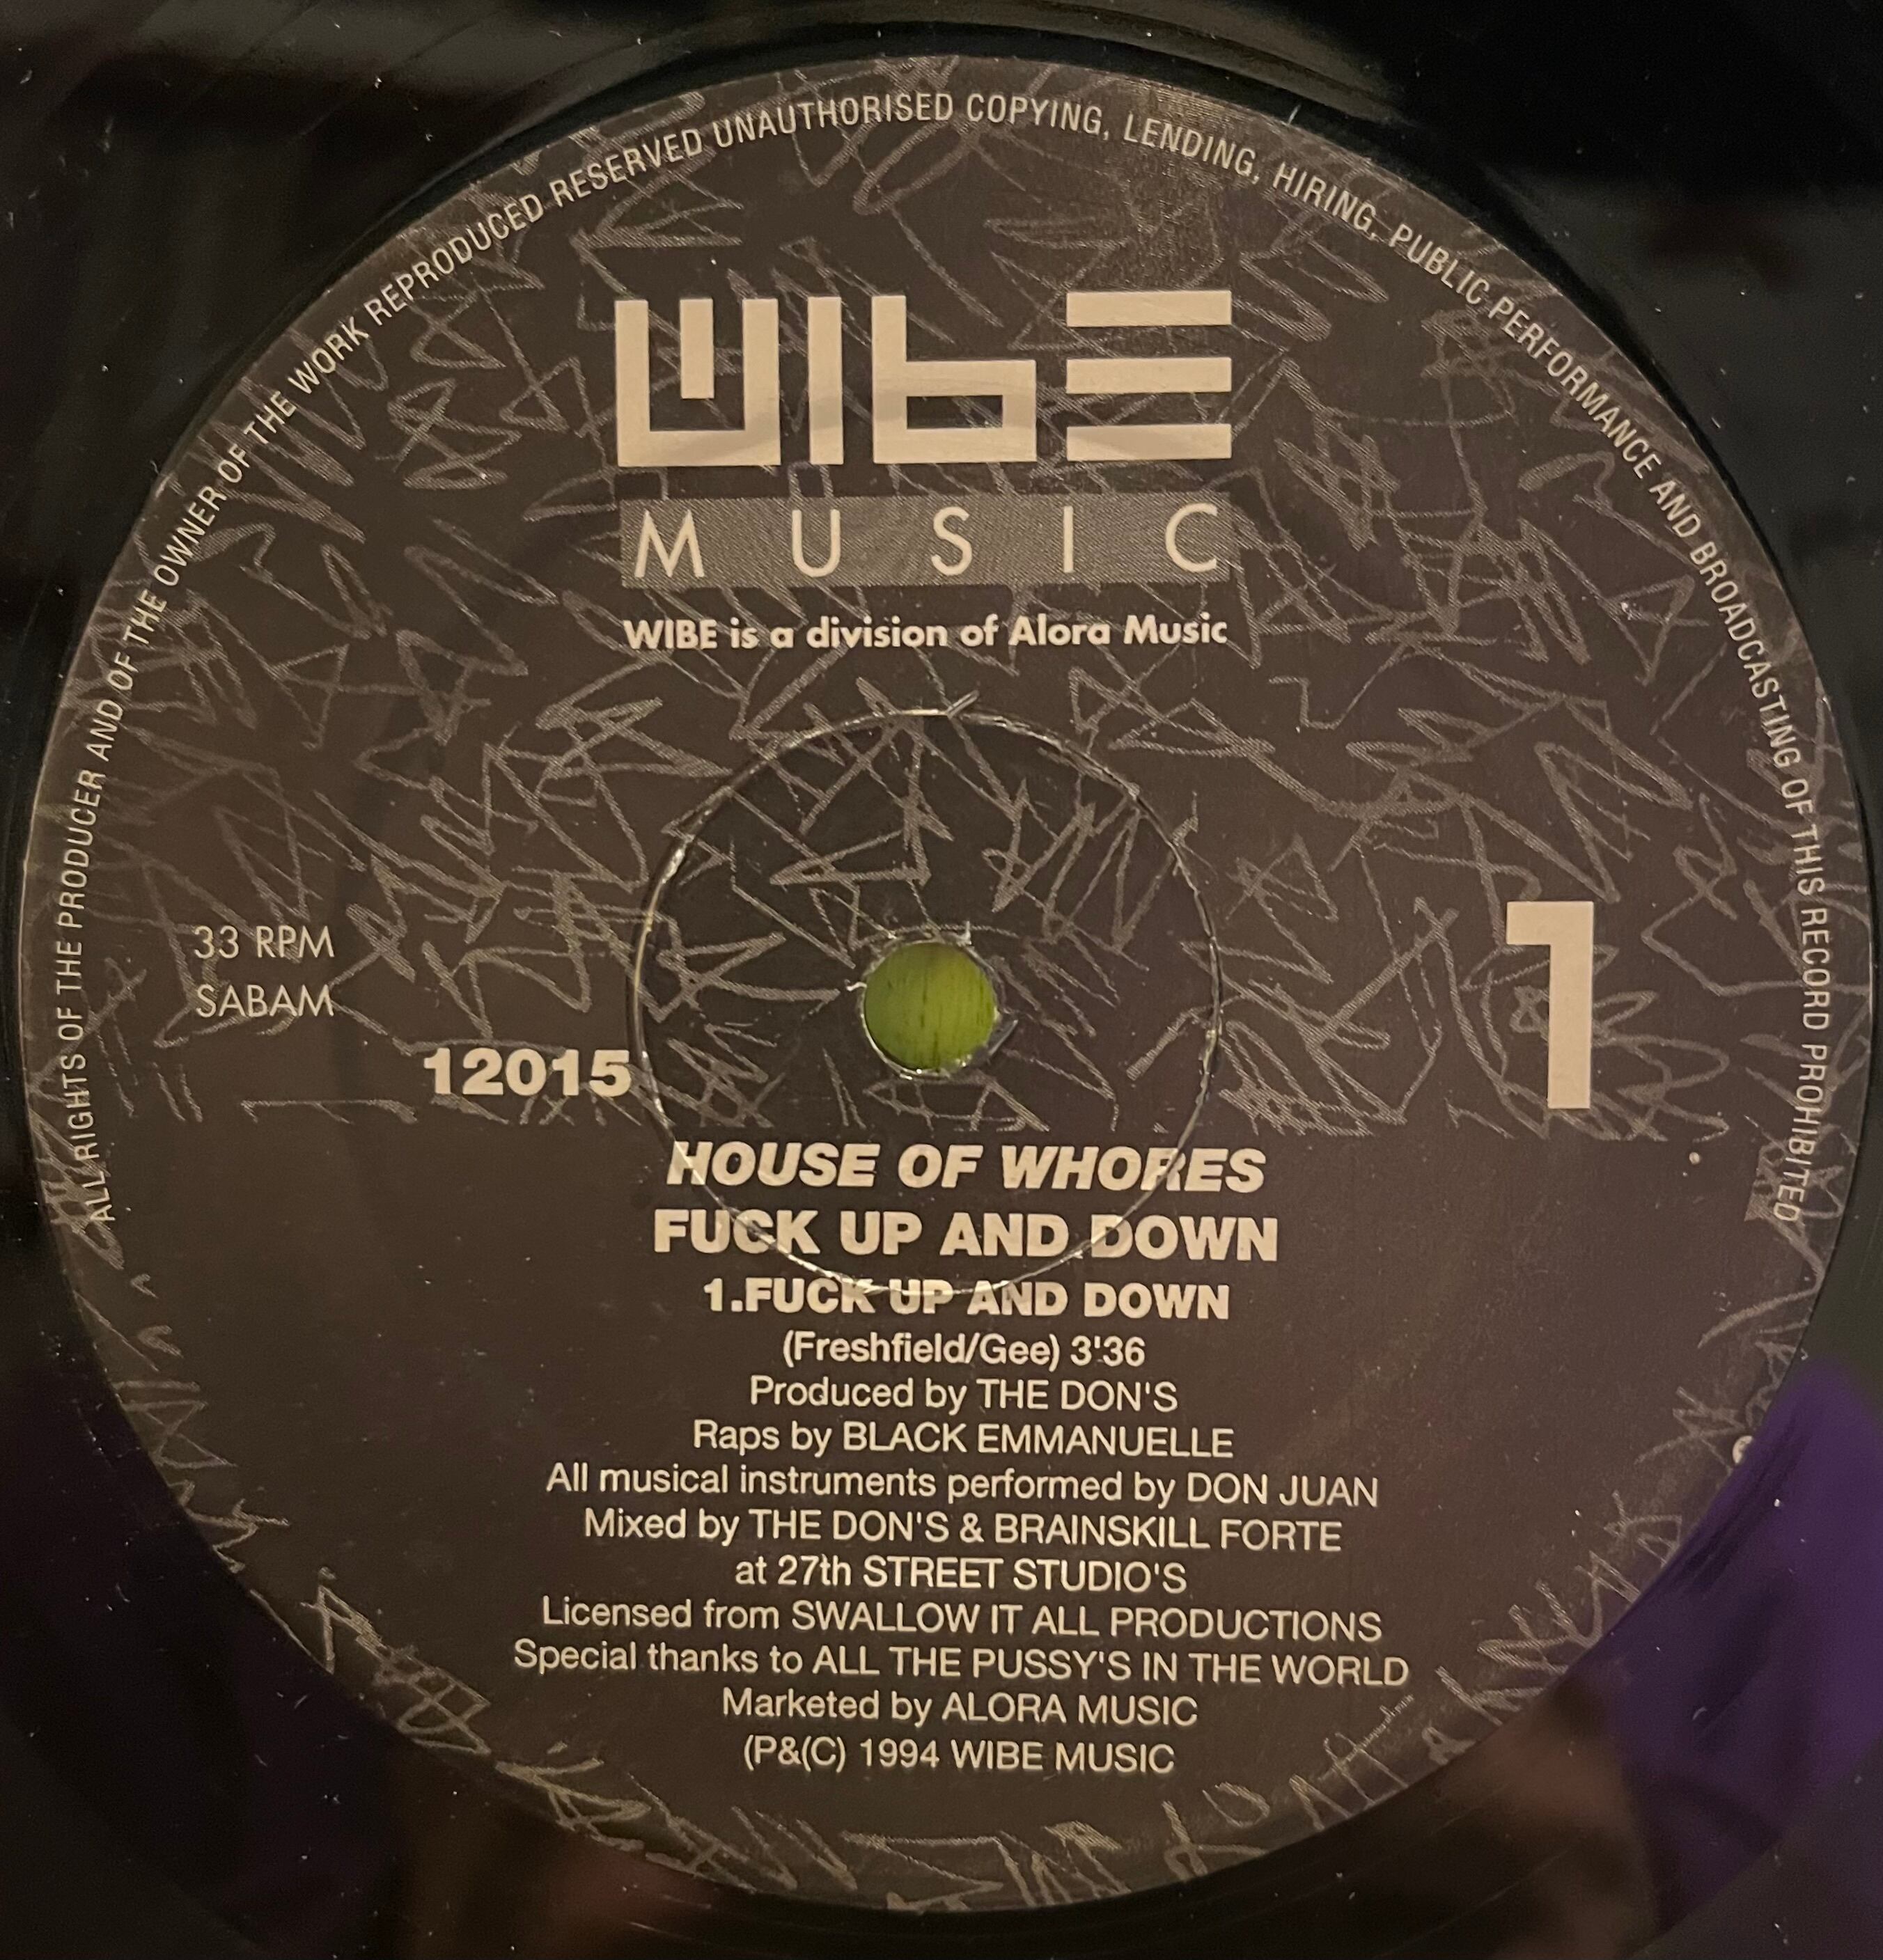 ALL RIGHTS OF THE PRODUCER AND OF THE OWNER OF THE WORK REPRODUCED RESERVED UNAUTHORISED COPYING, LENDING, HIRING, PUBLIC PERFORMANCE AND BROADCASTING OF THIS RECORD PROHIBITED
WIBE
MUSIC
WIBE is a division of Alora Music
33 RPM
SABAM
1
12015
HOUSE OF WHORES
FUCK UP AND DOWN
1.FUCK UP AND DOWN
(Freshfield/Gee) 3'36
Produced by THE DON'S
Raps by BLACK EMMANUELLE
All musical instruments performed by DON JUAN
Mixed by THE DON'S & BRAINSKILL FORTE
at 27th STREET STUDIO'S
Licensed from SWALLOW IT ALL PRODUCTIONS
Special thanks to ALL THE PUSSY'S IN THE WORLD
Marketed by ALORA MUSIC
(P&(C) 1994 WIBE MUSIC